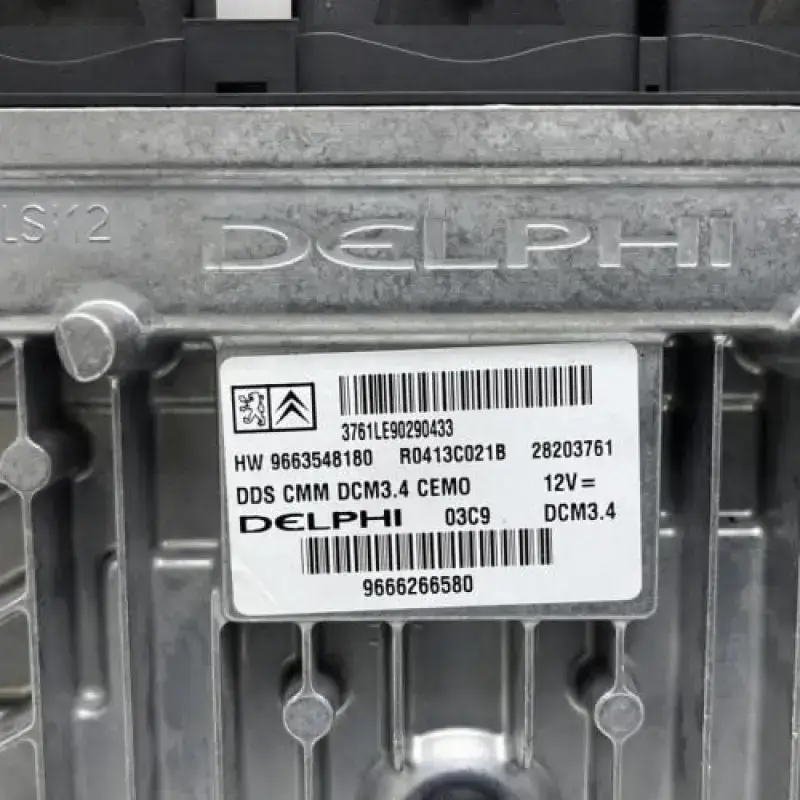 LS12
DELPHI
3761LE90290433
HW 9663548180 R0413C021B 28203761
DDS CMM DCM3.4 CEMO 12V =
DELPHI 03C9 DCM3.4
9666266580